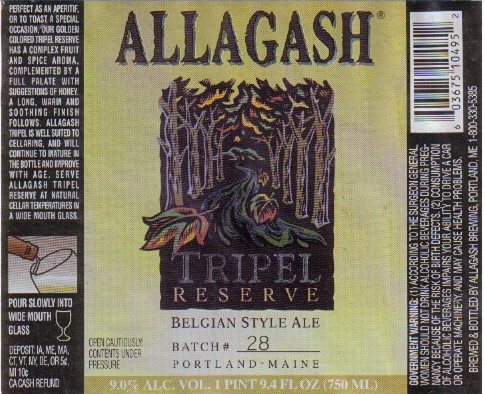 PERFECT AS AN APERITIF,
OR TO TOAST A SPECIAL
OCCASION, OUR GOLDEN
COLORED TRIPEL RESERVE
HAS A COMPLEX FRUIT
AND SPICE AROMA,
COMPLEMENTED BY A
FULL PALATE WITH
SUGGESTIONS OF HONEY.
A LONG, WARM AND
SOOTHING FINISH
FOLLOWS. ALLAGASH
TRIPEL IS WELL SUITED TO
CELLARING, AND WILL
CONTINUE TO MATURE IN
THE BOTTLE AND IMPROVE
WITH AGE. SERVE
ALLAGASH TRIPEL
RESERVE AT NATURAL
CELLAR TEMPERATURES IN
A WIDE MOUTH GLASS.
POUR SLOWLY INTO
WIDE MOUTH
GLASS
DEPOSIT. IA, ME, MA,
CT, VT, NY, DE, OR 5¢,
MI 10¢
CA CASH REFUND
ALLAGASH®
TRIPEL
RESERVE
BELGIAN STYLE ALE
BATCH # 28
PORTLAND-MAINE
OPEN CAUTIOUSLY
CONTENTS UNDER
PRESSURE
9.0% ALC. VOL. 1 PINT 9.4 FL OZ (750 ML)
6 03675 10495 2
GOVERNMENT WARNING: (1) ACCORDING TO THE SURGEON GENERAL
WOMEN SHOULD NOT DRINK ALCOHOLIC BEVERAGES DURING PREG-
NANCY BECAUSE OF THE RISK OF BIRTH DEFECTS. (2) CONSUMPTION
OF ALCOHOLIC BEVERAGES IMPAIRS YOUR ABILITY TO DRIVE A CAR
OR OPERATE MACHINERY, AND MAY CAUSE HEALTH PROBLEMS.
BREWED & BOTTLED BY ALLAGASH BREWING, PORTLAND, ME 1-800-330-5385